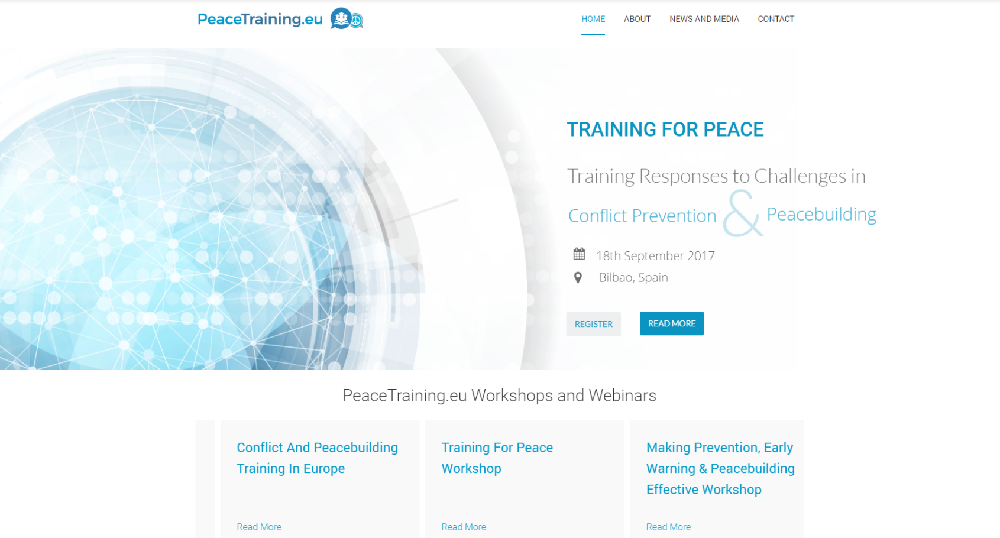 PeaceTraining.eu
HOME
ABOUT
NEWS AND MEDIA
CONTACT
TRAINING FOR PEACE
Training Responses to Challenges in
Conflict Prevention & Peacebuilding
18th September 2017
Bilbao, Spain
REGISTER
READ MORE
PeaceTraining.eu Workshops and Webinars
Conflict And Peacebuilding
Training In Europe
Read More
Training For Peace
Workshop
Read More
Making Prevention, Early
Warning & Peacebuilding
Effective Workshop
Read More